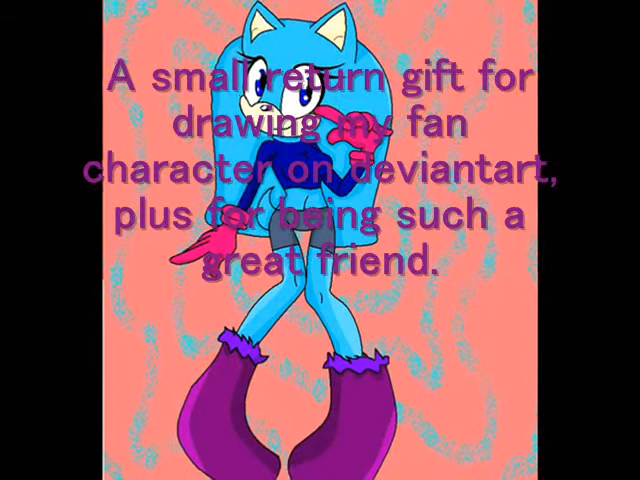 A small return gift for
drawing my fan
character on deviantart,
plus for being such a
great friend.